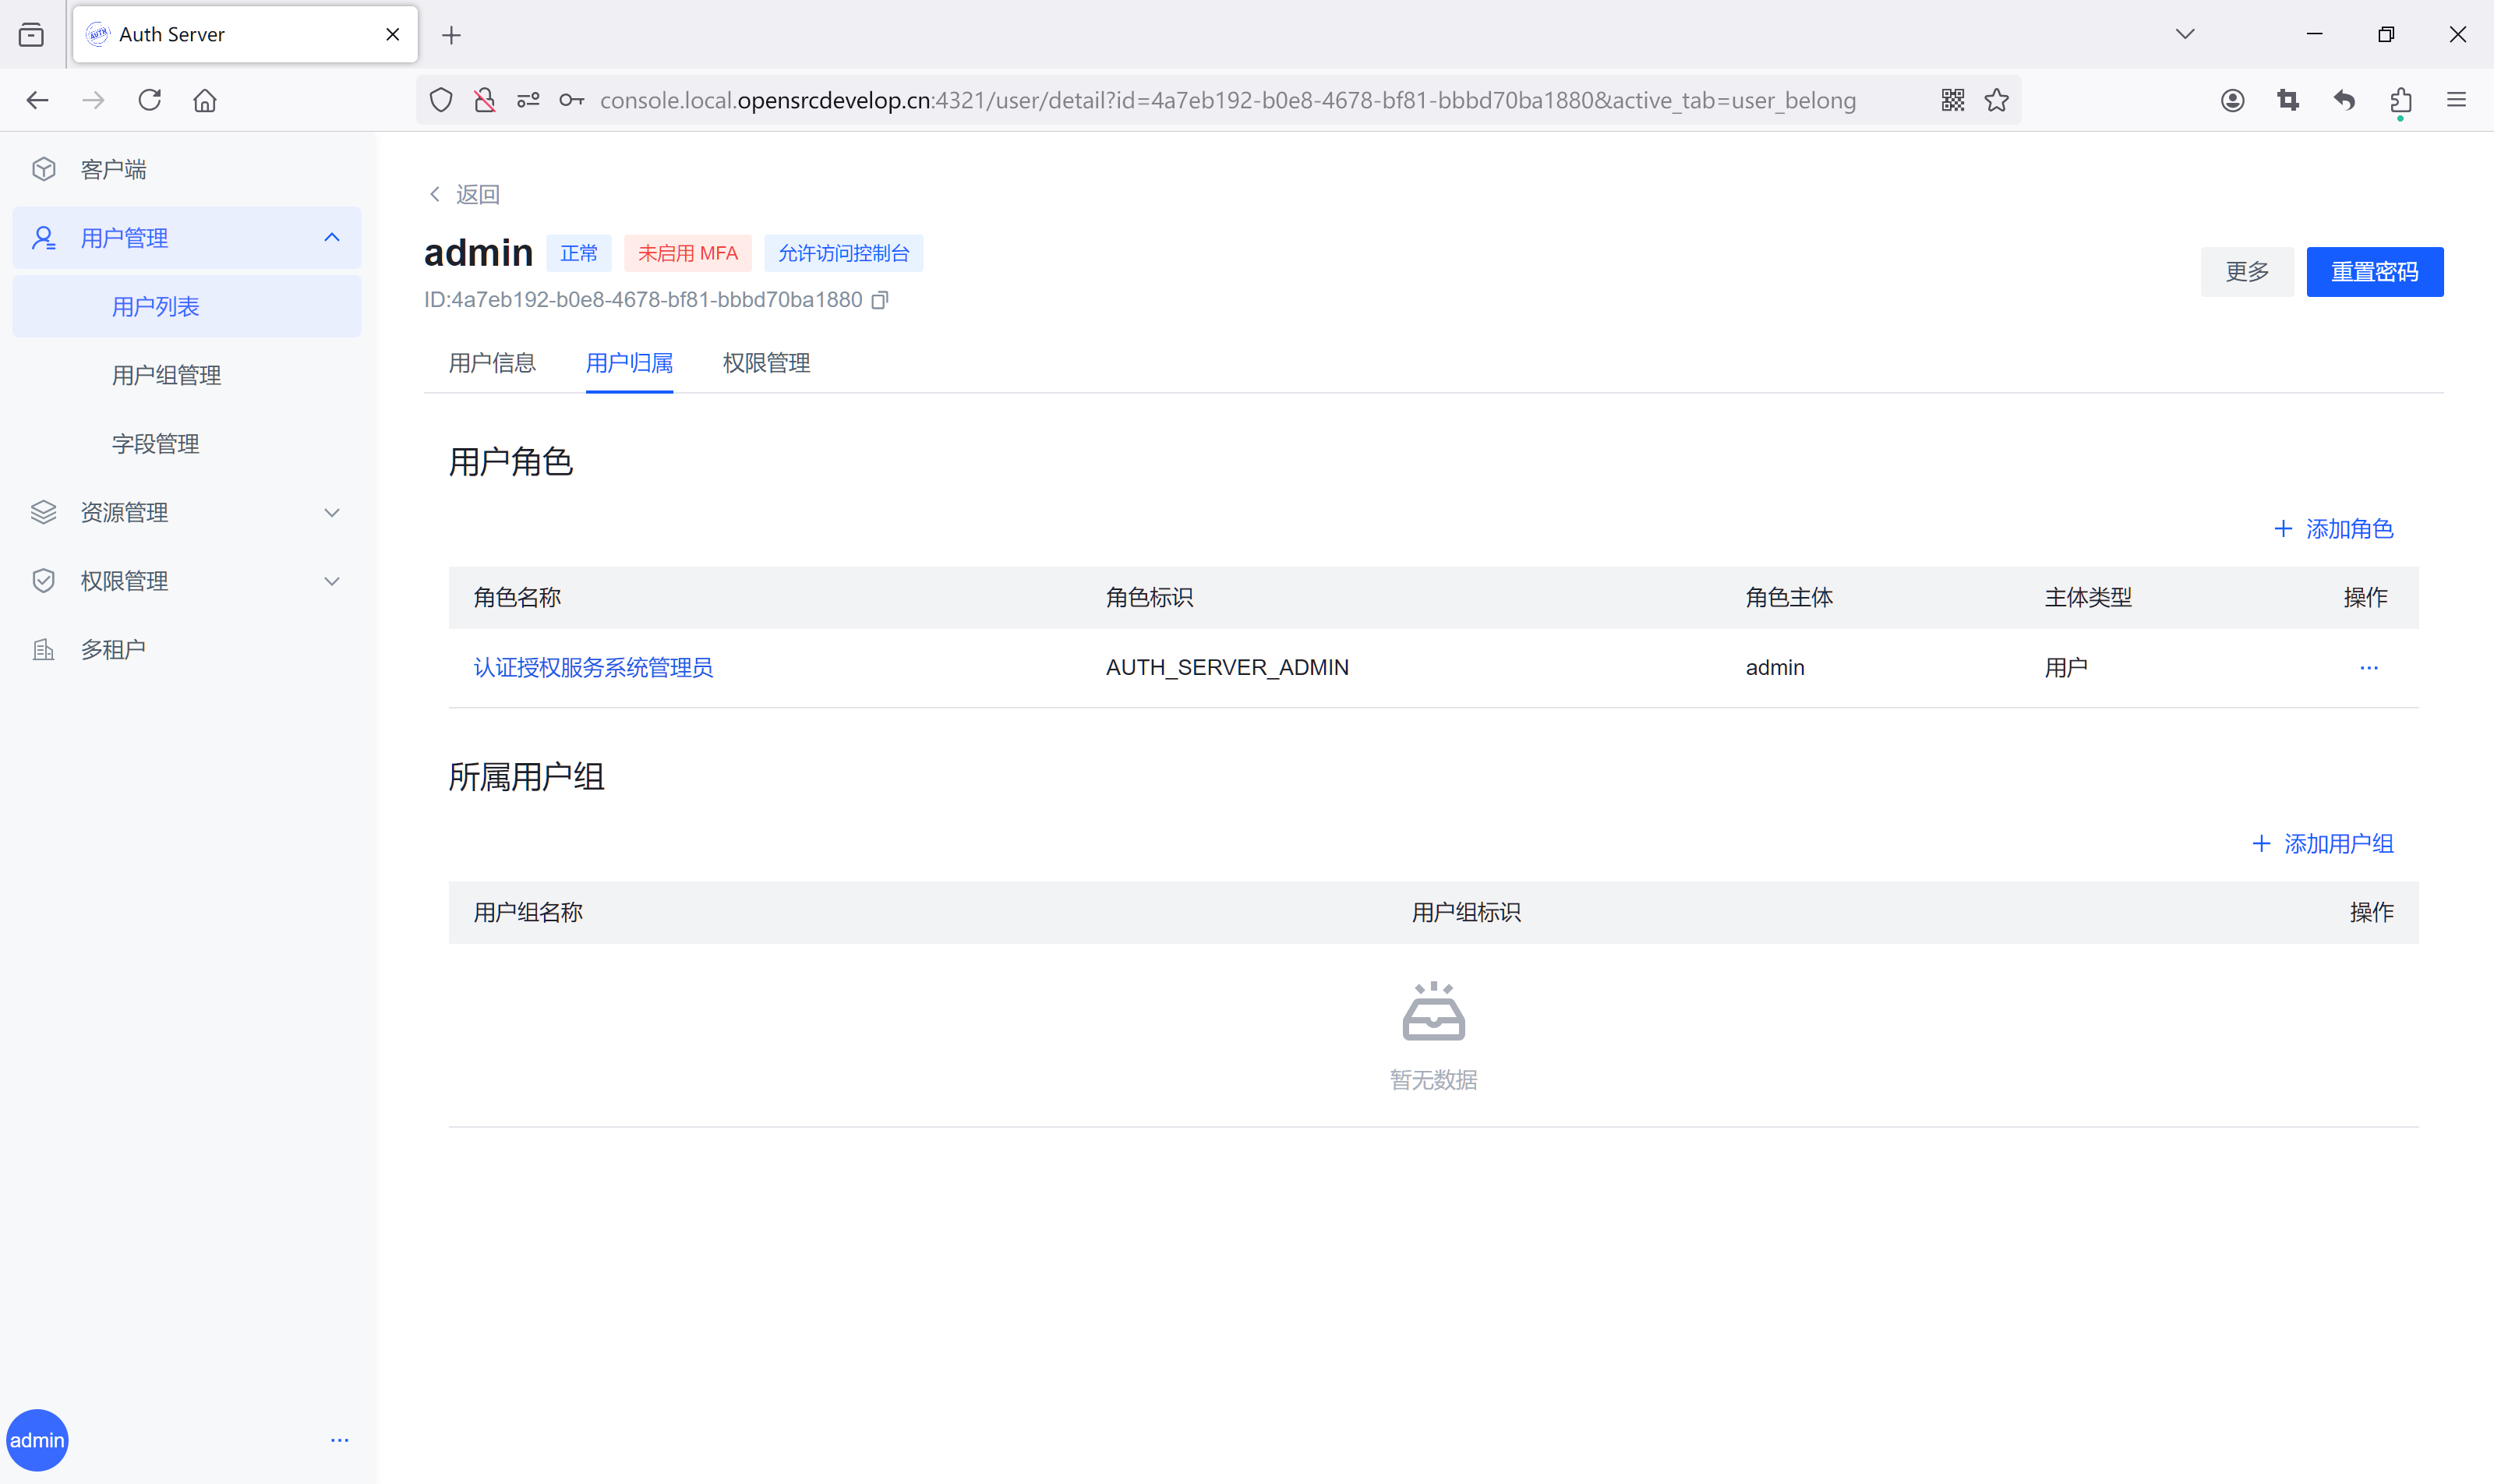 Auth Server
console.local.opensrcdevelop.cn:4321/user/detail?id=4a7eb192-b0e8-4678-bf81-bbbd70ba1880&active_tab=user_belong
客户端
用户管理
用户列表
用户组管理
字段管理
资源管理
权限管理
多租户
admin
返回
admin 正常 未启用 MFA 允许访问控制台
ID:4a7eb192-b0e8-4678-bf81-bbbd70ba1880
更多 重置密码
用户信息 用户归属 权限管理
用户角色
添加角色
角色名称 角色标识 角色主体 主体类型 操作
认证授权服务系统管理员 AUTH_SERVER_ADMIN admin 用户
所属用户组
添加用户组
用户组名称 用户组标识 操作
暂无数据